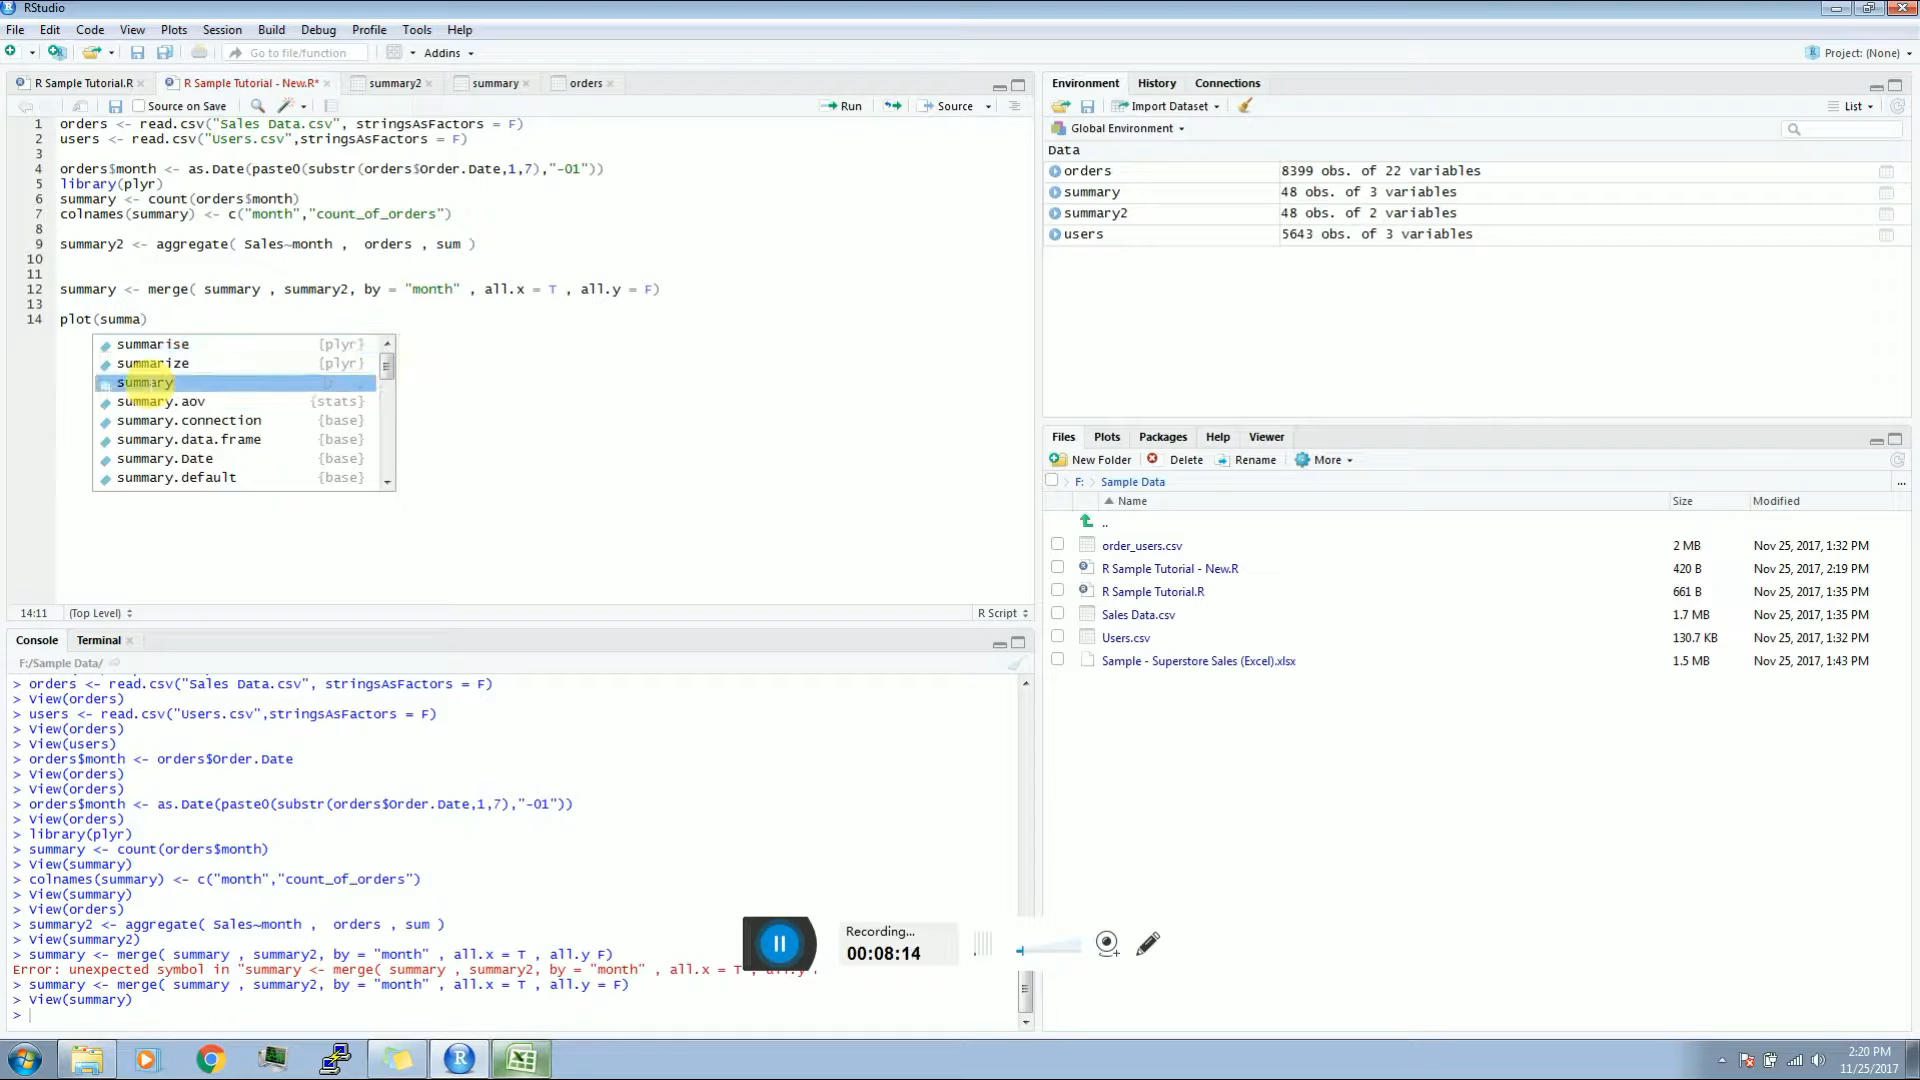 RStudio
File Edit Code View Plots Session Build Debug Profile Tools Help
Go to file/function Addins Project: (None)
R Sample Tutorial.R R Sample Tutorial - New.R* summary2 summary orders
Source on Save Run Source
1 orders <- read.csv("Sales Data.csv", stringsAsFactors = F)
2 users <- read.csv("Users.csv",stringsAsFactors = F)
3
4 orders$month <- as.Date(paste0(substr(orders$Order.Date,1,7),"-01"))
5 library(plyr)
6 summary <- count(orders$month)
7 colnames(summary) <- c("month","count_of_orders")
8
9 summary2 <- aggregate( Sales~month ,  orders , sum )
10
11
12 summary <- merge( summary , summary2, by = "month" , all.x = T , all.y = F)
13
14 plot(summa)
summarise {plyr}
summarize {plyr}
summary
summary.aov {stats}
summary.connection {base}
summary.data.frame {base}
summary.Date {base}
summary.default {base}
14:11 (Top Level) R Script
Console Terminal
F:/Sample Data/
> orders <- read.csv("Sales Data.csv", stringsAsFactors = F)
> View(orders)
> users <- read.csv("Users.csv",stringsAsFactors = F)
> View(orders)
> View(users)
> orders$month <- orders$Order.Date
> View(orders)
> View(orders)
> orders$month <- as.Date(paste0(substr(orders$Order.Date,1,7),"-01"))
> View(orders)
> library(plyr)
> summary <- count(orders$month)
> View(summary)
> colnames(summary) <- c("month","count_of_orders")
> View(summary)
> View(orders)
> summary2 <- aggregate( Sales~month ,  orders , sum )
> View(summary2)
> summary <- merge( summary , summary2, by = "month" , all.x = T , all.y F)
Error: unexpected symbol in "summary <- merge( summary , summary2, by = "month" , all.x = T , all.y"
> summary <- merge( summary , summary2, by = "month" , all.x = T , all.y = F)
> View(summary)
>
Environment History Connections
Import Dataset List
Global Environment
Data
orders 8399 obs. of 22 variables
summary 48 obs. of 3 variables
summary2 48 obs. of 2 variables
users 5643 obs. of 3 variables
Files Plots Packages Help Viewer
New Folder Delete Rename More
F: Sample Data ...
Name Size Modified
..
order_users.csv 2 MB Nov 25, 2017, 1:32 PM
R Sample Tutorial - New.R 420 B Nov 25, 2017, 2:19 PM
R Sample Tutorial.R 661 B Nov 25, 2017, 1:35 PM
Sales Data.csv 1.7 MB Nov 25, 2017, 1:35 PM
Users.csv 130.7 KB Nov 25, 2017, 1:32 PM
Sample - Superstore Sales (Excel).xlsx 1.5 MB Nov 25, 2017, 1:43 PM
Recording...
00:08:14
2:20 PM
11/25/2017